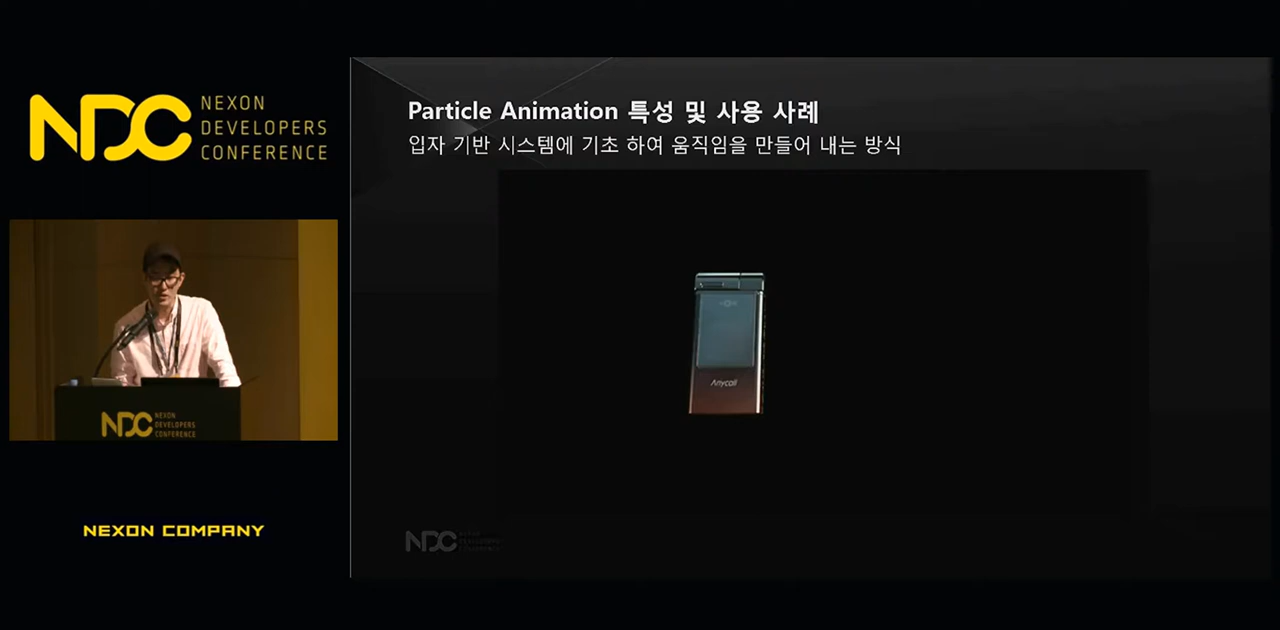 NDC
NEXON
DEVELOPERS
CONFERENCE
Particle Animation 특성 및 사용 사례
입자 기반 시스템에 기초 하여 움직임을 만들어 내는 방식
Anycall
NDC
NEXON
DEVELOPERS
CONFERENCE
NEXON COMPANY
NDC